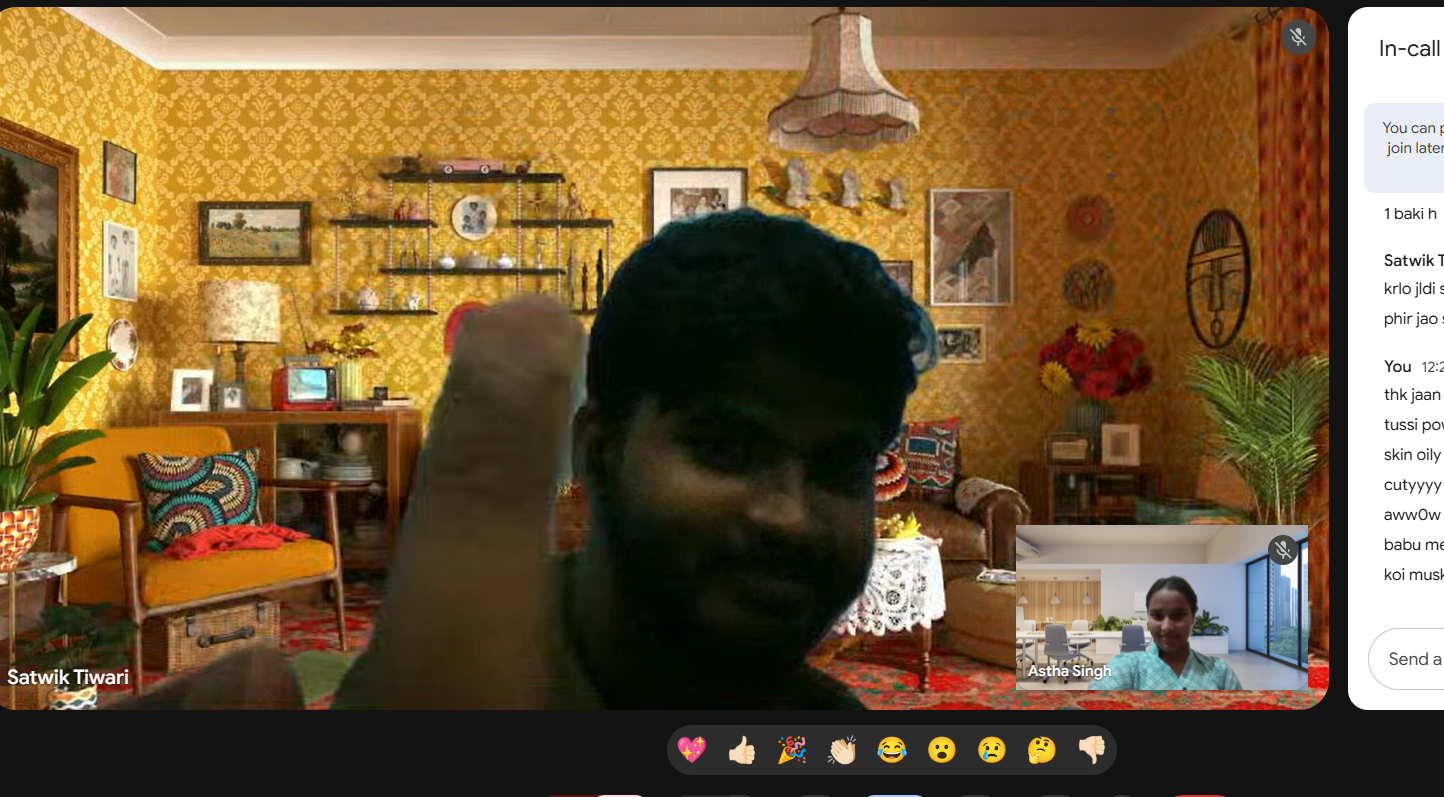 In-call
You can
join later
1 baki h
Satwik T
krlo jldi s
phir jao s
You 12:2
thk jaan
tussi pow
skin oily
cutyyyy
aww0w
babu me
koi musk
Send a
Satwik Tiwari
Astha Singh